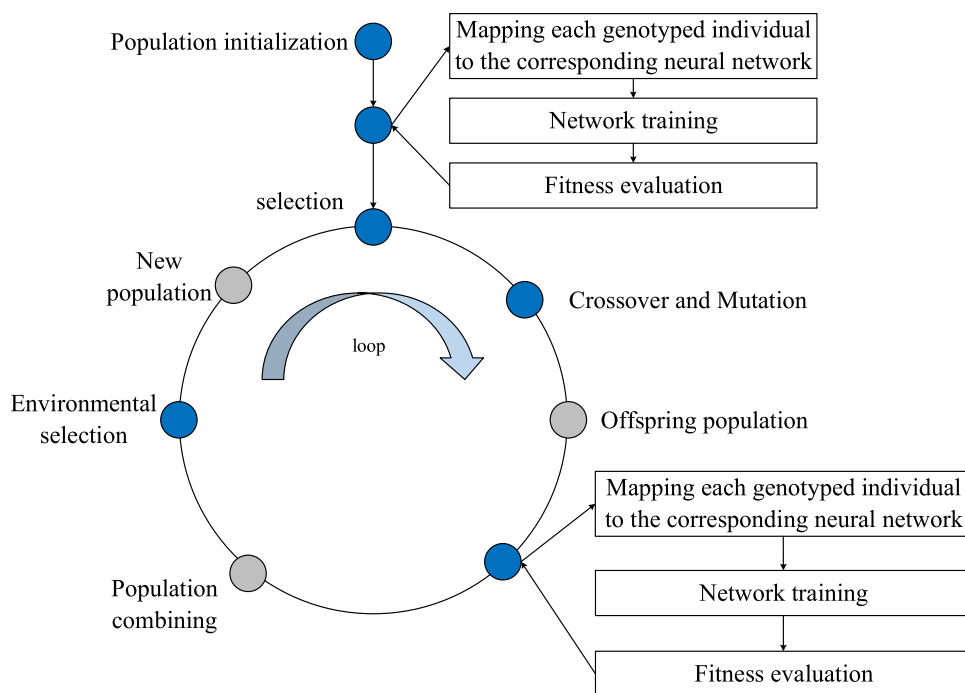 Population initialization
Mapping each genotyped individual
to the corresponding neural network
Network training
Fitness evaluation
selection
New
population
Crossover and Mutation
loop
Environmental
selection
Offspring population
Mapping each genotyped individual
to the corresponding neural network
Network training
Fitness evaluation
Population
combining